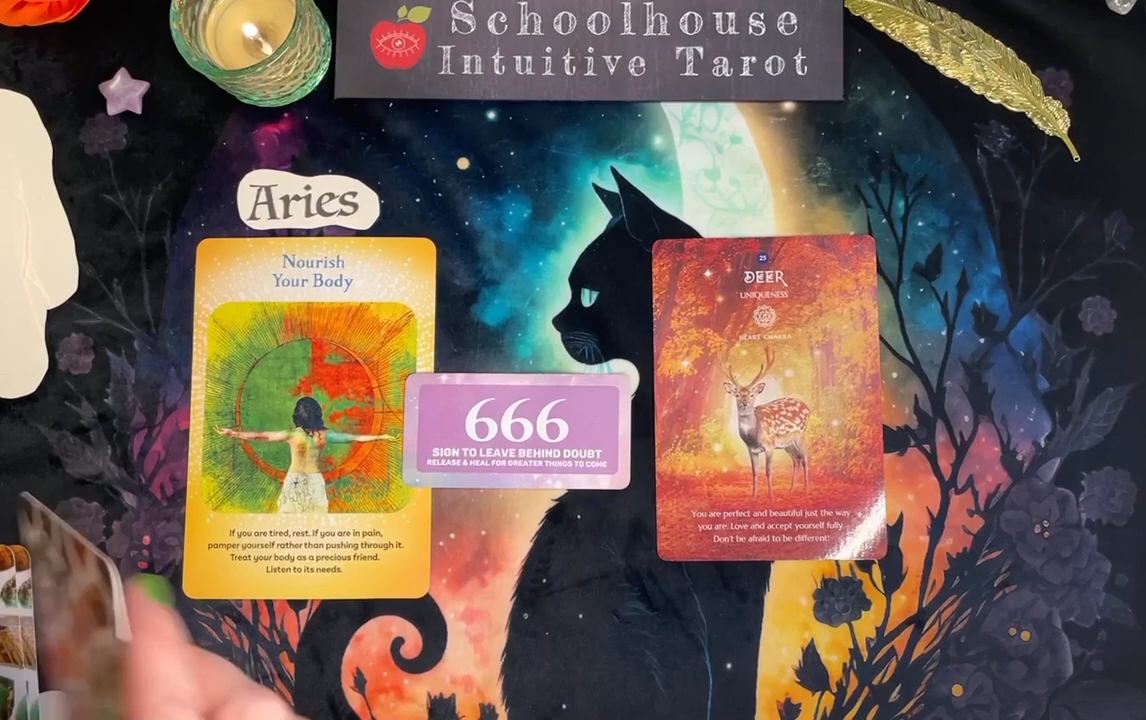 Schoolhouse
Intuitive Tarot
Aries
Nourish
Your Body
If you are tired, rest. If you are in pain,
pamper yourself rather than pushing through it.
Treat your body as a precious friend.
Listen to its needs.
666
SIGN TO LEAVE BEHIND DOUBT
RELEASE & HEAL FOR GREATER THINGS TO COME
25
DEER
UNIQUENESS
HEART CHAKRA
You are perfect and beautiful just the way
you are. Love and accept yourself fully.
Don't be afraid to be different!